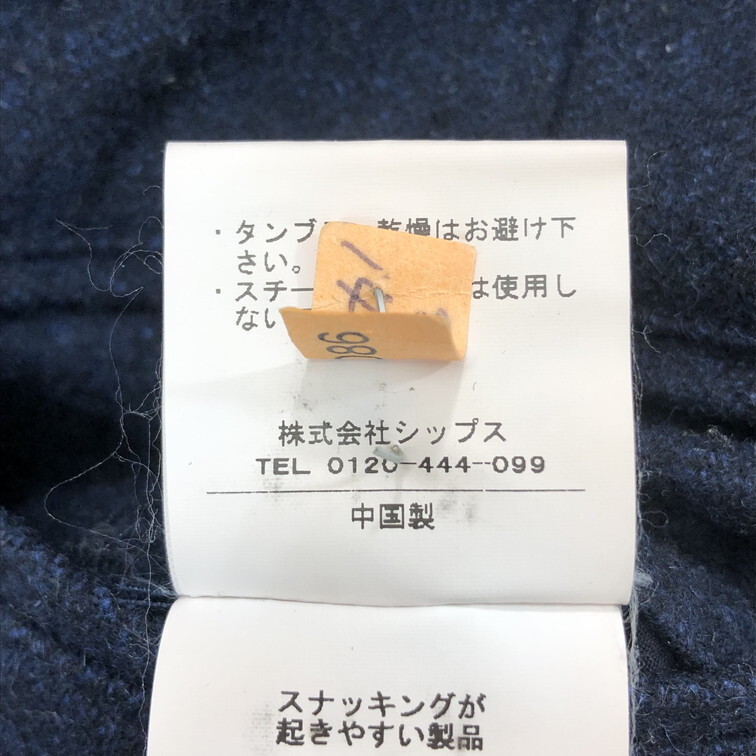 ・タンブ 乾燥はお避け下
さい。
・スチー は使用し
ない
086
株式会社シップス
TEL 0120-444-099
中国製
スナッキングが
起きやすい製品